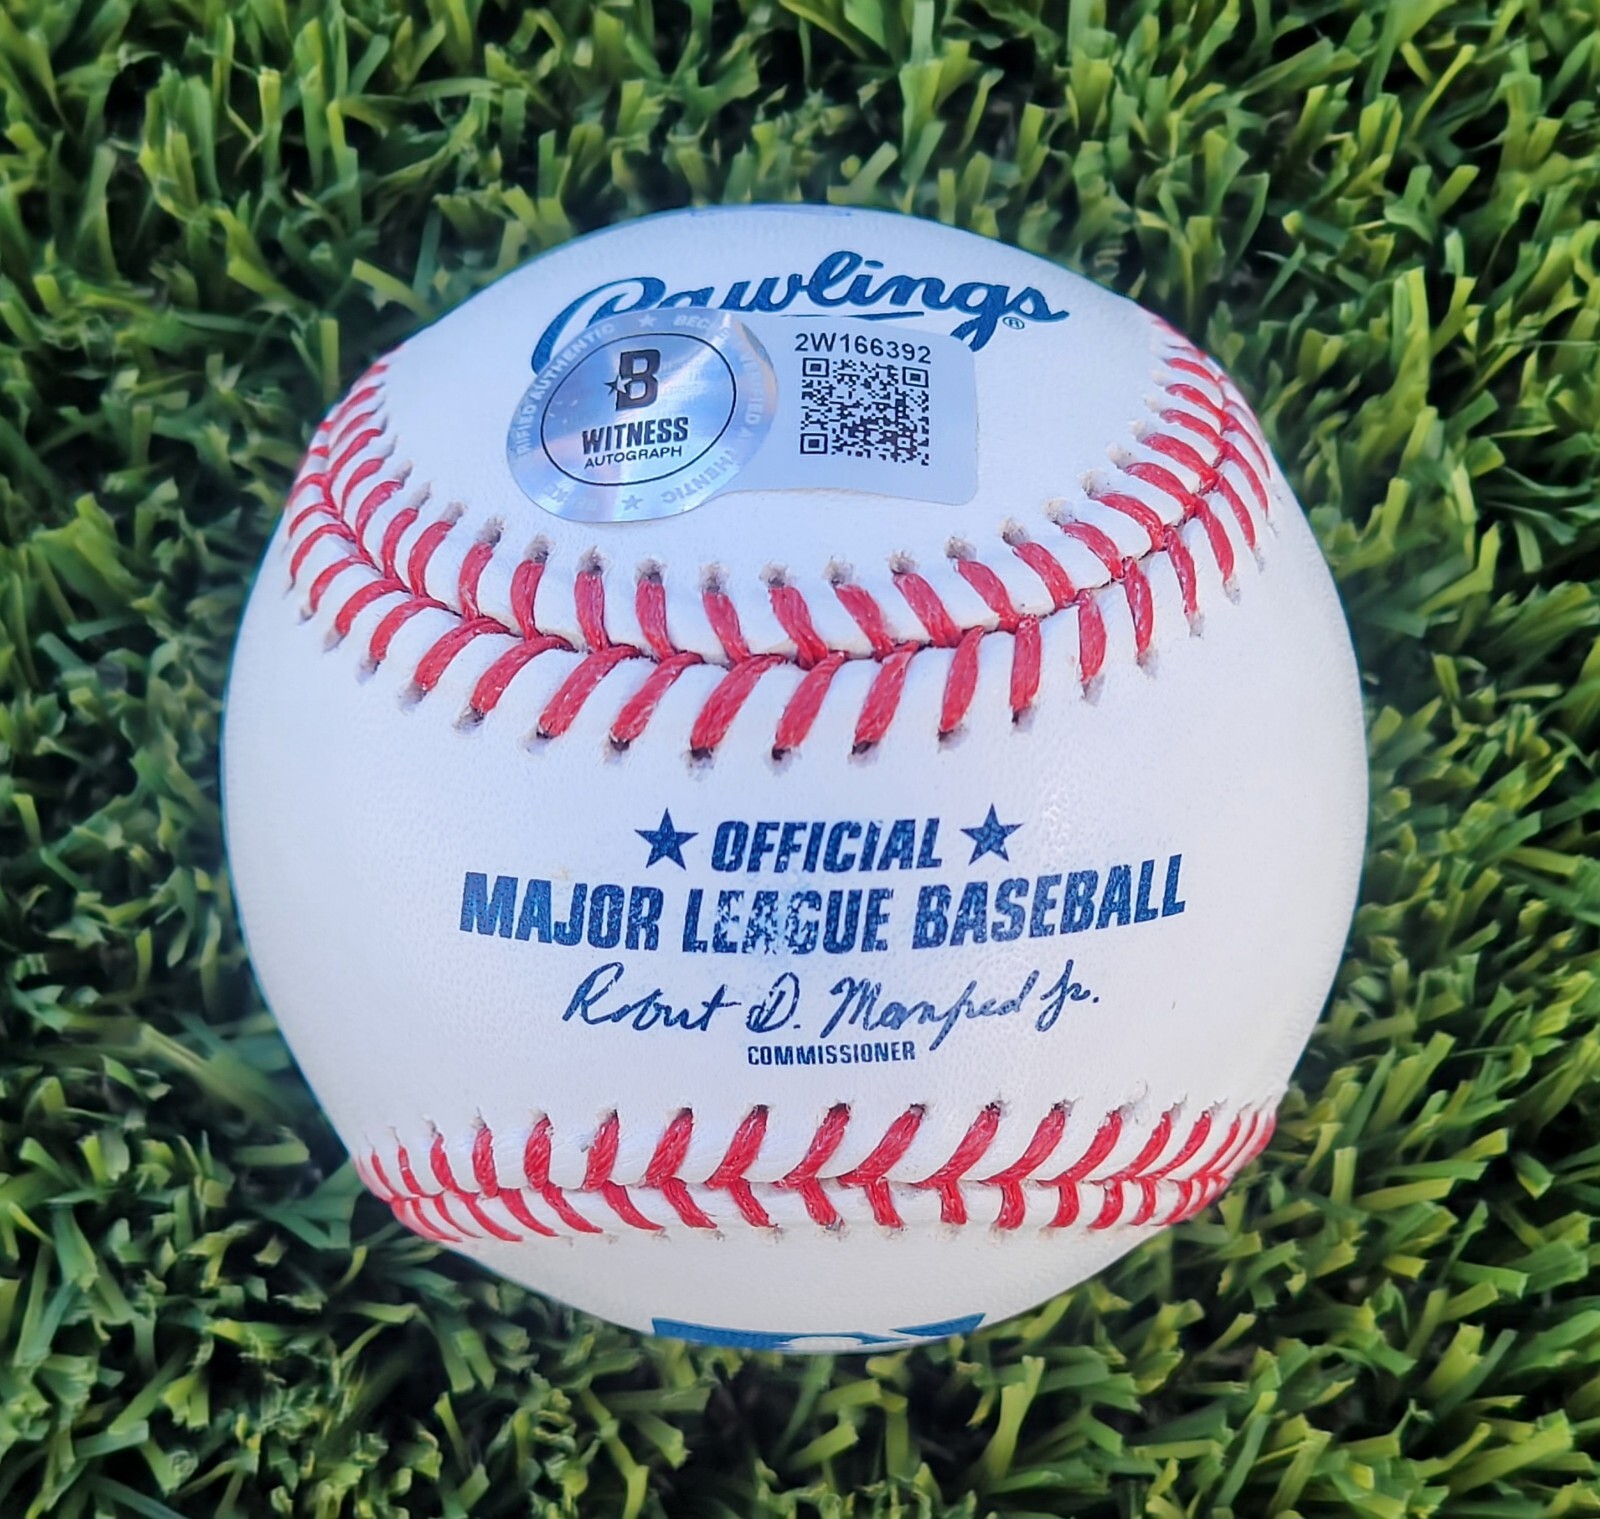 Rawlings®
2W166392
B
WITNESS
AUTOGRAPH
★ OFFICIAL ★
MAJOR LEAGUE BASEBALL
Robert D. Manfred Jr.
COMMISSIONER